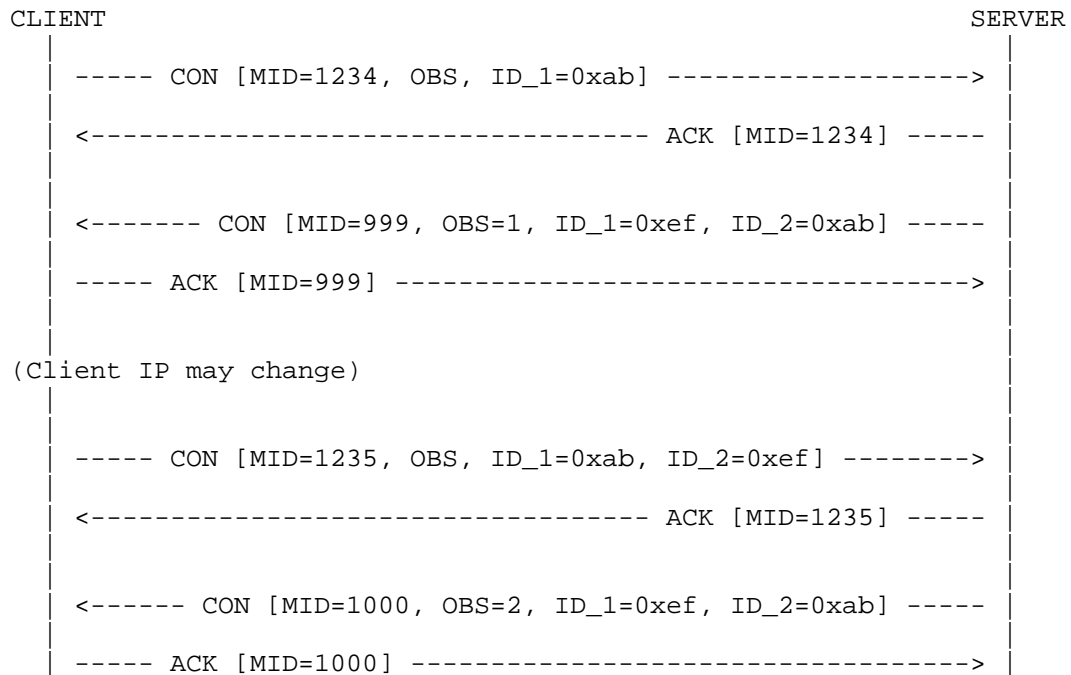 CLIENT SERVER
----- CON [MID=1234, OBS, ID_1=0xab] ------------------->
<----------------------------------- ACK [MID=1234] -----
<------- CON [MID=999, OBS=1, ID_1=0xef, ID_2=0xab] -----
----- ACK [MID=999] ------------------------------------>
(Client IP may change)
----- CON [MID=1235, OBS, ID_1=0xab, ID_2=0xef] -------->
<----------------------------------- ACK [MID=1235] -----
<------ CON [MID=1000, OBS=2, ID_1=0xef, ID_2=0xab] -----
----- ACK [MID=1000] ----------------------------------->